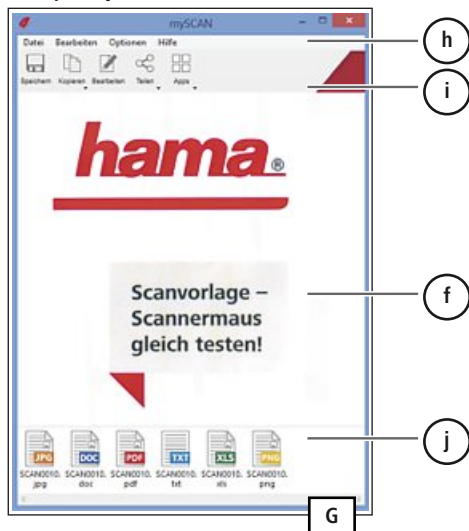 mySCAN
Datei Bearbeiten Optionen Hilfe
h
Speichern Kopieren Bearbeiten Teilen Apps
i
hama®
Scanvorlage –
Scannermaus
gleich testen!
f
JPG DOC PDF TXT XLS PNG
j
SCAN0010. SCAN0010. SCAN0010. SCAN0010. SCAN0010. SCAN0010.
jpg doc pdf txt xls png
G